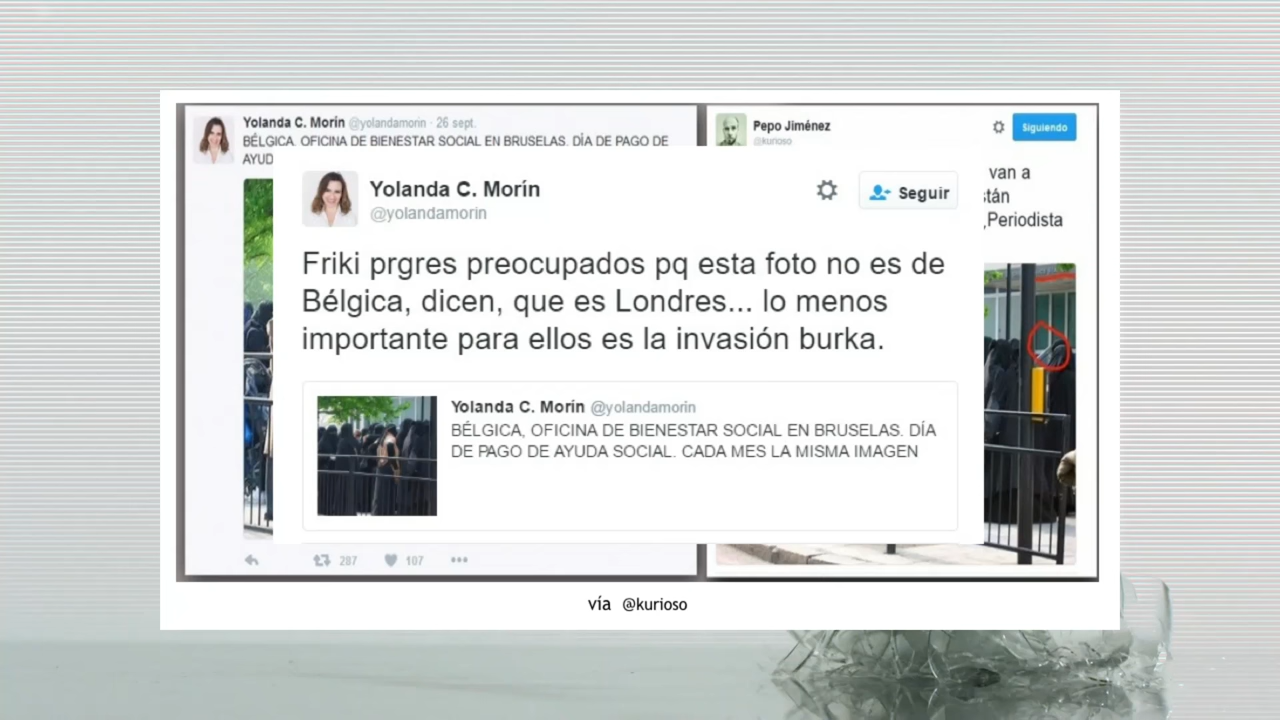 Yolanda C. Morín @yolandamorin · 26 sept.
BÉLGICA, OFICINA DE BIENESTAR SOCIAL EN BRUSELAS. DÍA DE PAGO DE
AYUD
Pepo Jiménez
@kurioso
Siguiendo
van a
stán
,Periodista
Yolanda C. Morín
@yolandamorin
Seguir
Friki prgres preocupados pq esta foto no es de
Bélgica, dicen, que es Londres... lo menos
importante para ellos es la invasión burka.
Yolanda C. Morín @yolandamorin
BÉLGICA, OFICINA DE BIENESTAR SOCIAL EN BRUSELAS. DÍA
DE PAGO DE AYUDA SOCIAL. CADA MES LA MISMA IMAGEN
287
107
vía @kurioso